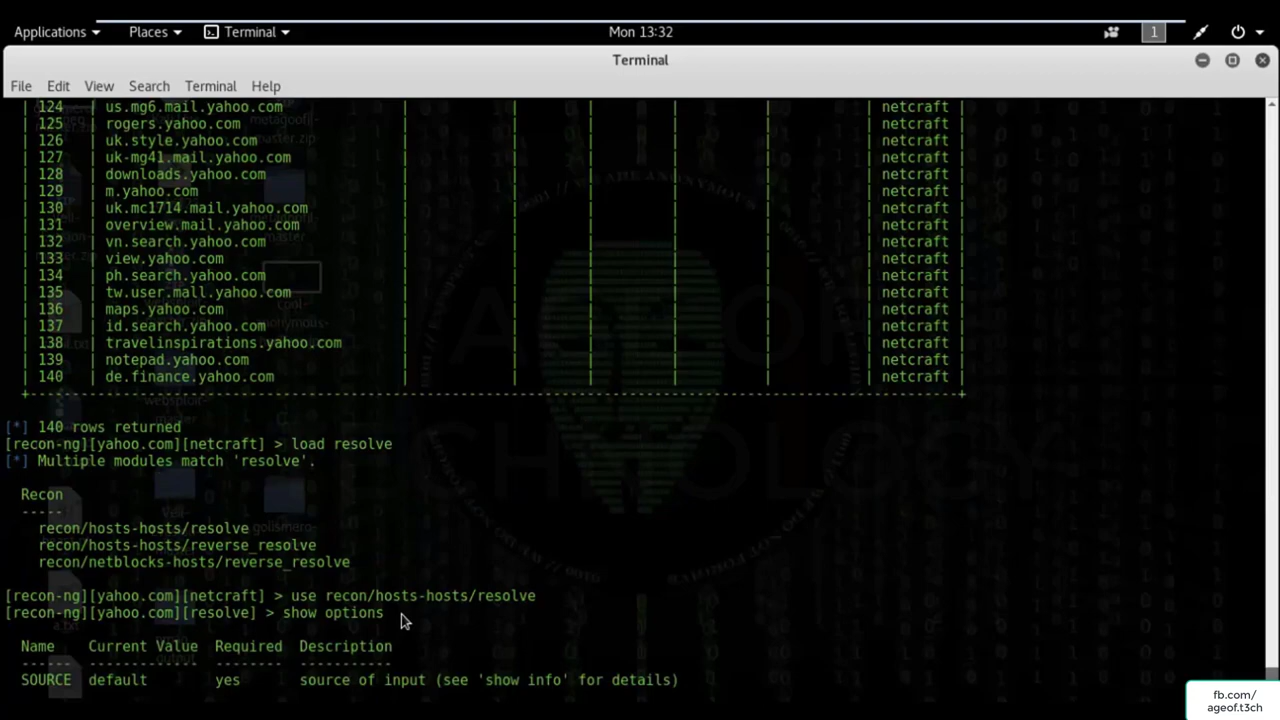 Applications Places Terminal Mon 13:32 1
Terminal
File Edit View Search Terminal Help
| 124 | us.mg6.mail.yahoo.com | | | | | | netcraft |
| 125 | rogers.yahoo.com | | | | | | netcraft |
| 126 | uk.style.yahoo.com | | | | | | netcraft |
| 127 | uk-mg41.mail.yahoo.com | | | | | | netcraft |
| 128 | downloads.yahoo.com | | | | | | netcraft |
| 129 | m.yahoo.com | | | | | | netcraft |
| 130 | uk.mc1714.mail.yahoo.com | | | | | | netcraft |
| 131 | overview.mail.yahoo.com | | | | | | netcraft |
| 132 | vn.search.yahoo.com | | | | | | netcraft |
| 133 | view.yahoo.com | | | | | | netcraft |
| 134 | ph.search.yahoo.com | | | | | | netcraft |
| 135 | tw.user.mall.yahoo.com | | | | | | netcraft |
| 136 | maps.yahoo.com | | | | | | netcraft |
| 137 | id.search.yahoo.com | | | | | | netcraft |
| 138 | travelinspirations.yahoo.com | | | | | | netcraft |
| 139 | notepad.yahoo.com | | | | | | netcraft |
| 140 | de.finance.yahoo.com | | | | | | netcraft |
[*] 140 rows returned
[recon-ng][yahoo.com][netcraft] > load resolve
[*] Multiple modules match 'resolve'.
Recon
-----
recon/hosts-hosts/resolve
recon/hosts-hosts/reverse_resolve
recon/netblocks-hosts/reverse_resolve
[recon-ng][yahoo.com][netcraft] > use recon/hosts-hosts/resolve
[recon-ng][yahoo.com][resolve] > show options
Name Current Value Required Description
------ ------------- -------- -----------
SOURCE default yes source of input (see 'show info' for details)
AGE OF
TECHNOLOGY
fb.com/
ageof.t3ch